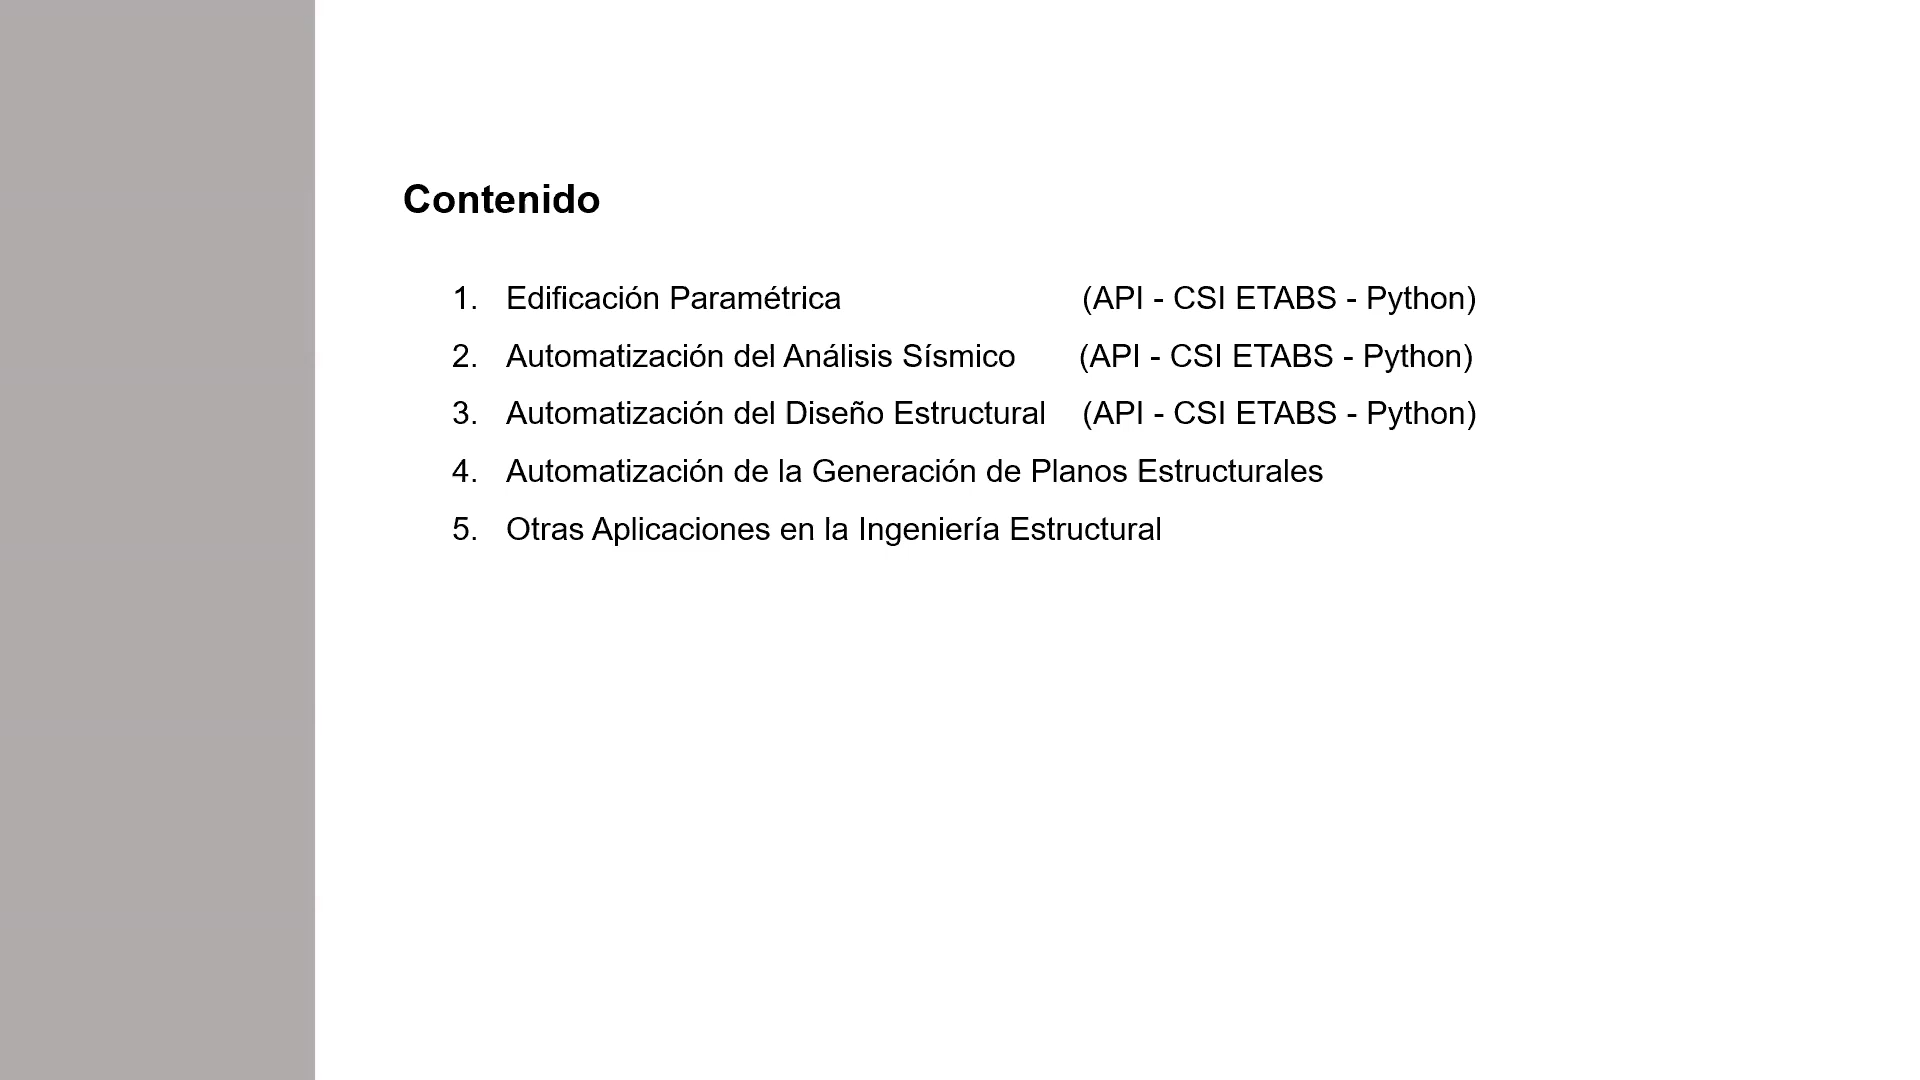 Contenido
1. Edificación Paramétrica (API - CSI ETABS - Python)
2. Automatización del Análisis Sísmico (API - CSI ETABS - Python)
3. Automatización del Diseño Estructural (API - CSI ETABS - Python)
4. Automatización de la Generación de Planos Estructurales
5. Otras Aplicaciones en la Ingeniería Estructural